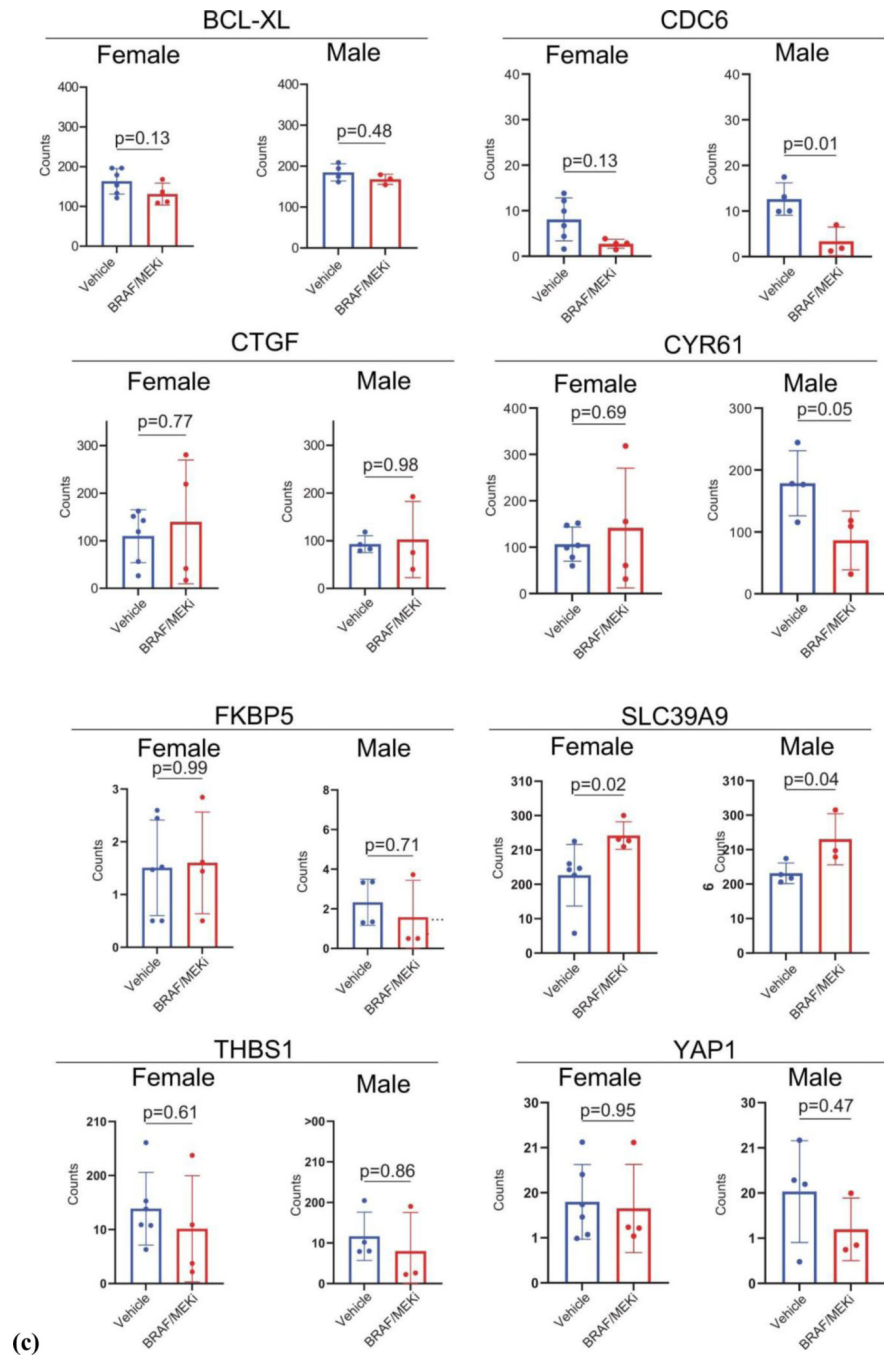 BCL-XL
Female
Male
Counts
400
300
200
100
0
p=0.13
Vehicle
BRAF/MEKi
Counts
400
300
200
100
0
p=0.48
Vehicle
BRAF/MEKi
CDC6
Female
Male
Counts
40
30
20
10
0
p=0.13
Vehicle
BRAF/MEKi
Counts
40
30
20
10
0
p=0.01
Vehicle
BRAF/MEKi
CTGF
Female
Male
Counts
300
200
100
0
p=0.77
Vehicle
BRAF/MEKi
Counts
300
200
100
0
p=0.98
Vehicle
BRAF/MEKi
CYR61
Female
Male
Counts
400
300
200
100
0
p=0.69
Vehicle
BRAF/MEKi
Counts
300
200
100
0
p=0.05
Vehicle
BRAF/MEKi
FKBP5
Female
Male
Counts
3
2
1
0
p=0.99
Vehicle
BRAF/MEKi
Counts
8
6
4
2
0
p=0.71
Vehicle
BRAF/MEKi
SLC39A9
Female
Male
Counts
310
300
210
200
10
0
p=0.02
Vehicle
BRAF/MEKi
Counts
6
310
300
210
200
10
0
p=0.04
Vehicle
BRAF/MEKi
THBS1
Female
Male
Counts
210
200
10
0
p=0.61
Vehicle
BRAF/MEKi
Counts
>00
210
200
10
0
p=0.86
Vehicle
BRAF/MEKi
YAP1
Female
Male
Counts
30
21
20
1
0
p=0.95
Vehicle
BRAF/MEKi
Counts
30
21
20
1
0
p=0.47
Vehicle
BRAF/MEKi
(c)